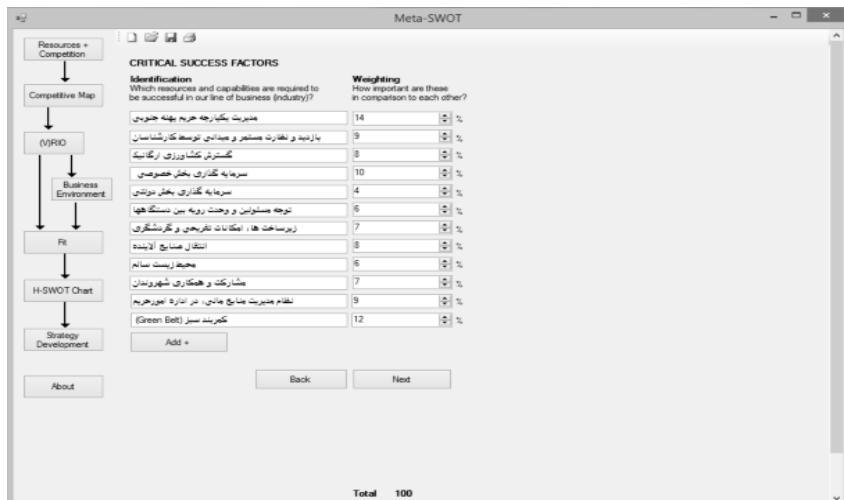 Meta-SWOT
Resources +
Competition
Competitive Map
(V)RIO
Business
Environment
Fit
H-SWOT Chart
Strategy
Development
About
CRITICAL SUCCESS FACTORS
Identification
Which resources and capabilities are required to
be successful in our line of business (industry)?
Weighting
How important are these
in comparison to each other?
مدیریت یکپارچه حریم پهنه جنوبی 14 %
بازدید و نظارت مستمر و میدانی توسط کارشناسان 9 %
گسترش کشاورزی ارگانیک 8 %
سرمایه گذاری بخش خصوصی 10 %
سرمایه گذاری بخش دولتی 4 %
توجه مسئولین و وحدت رویه بین دستگاهها 6 %
زیرساخت ها ، امکانات تفریحی و گردشگری 7 %
انتقال صنایع آلاینده 8 %
محیط زیست سالم 6 %
مشارکت و همکاری شهروندان 7 %
نظام مدیریت منابع مالی، در اداره امورحریم 9 %
کمربند سبز (Green Belt) 12 %
Add +
Back Next
Total 100